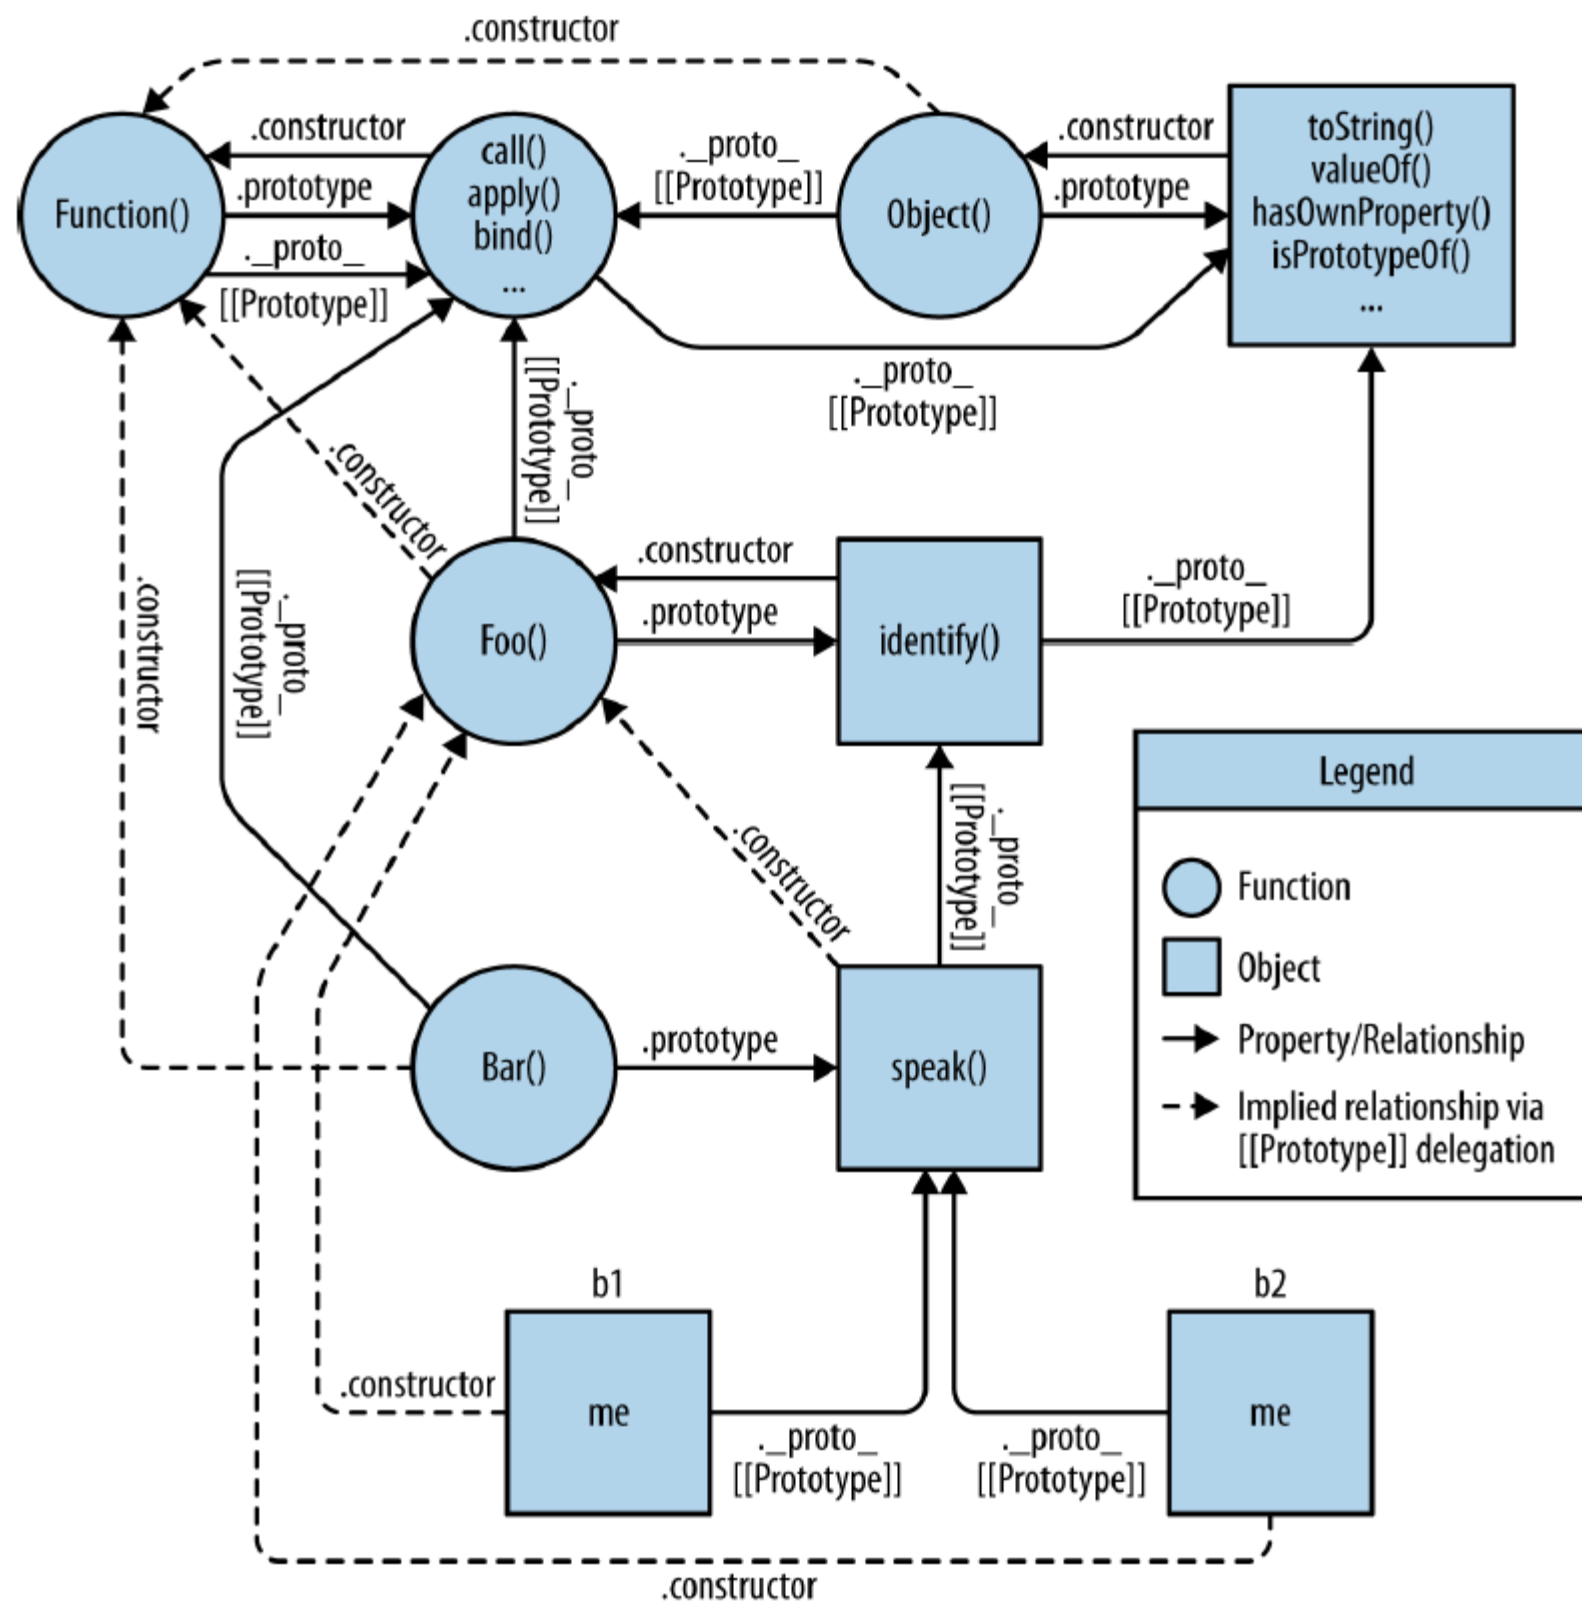 .constructor
Function()
.constructor
.prototype
._proto_
[[Prototype]]
call()
apply()
bind()
...
._proto_
[[Prototype]]
Object()
.constructor
.prototype
toString()
valueOf()
hasOwnProperty()
isPrototypeOf()
...
._proto_
[[Prototype]]
.constructor
._proto_
[[Prototype]]
.constructor
._proto_
[[Prototype]]
Foo()
.constructor
.prototype
identify()
._proto_
[[Prototype]]
.constructor
._proto_
[[Prototype]]
Bar()
.prototype
speak()
Legend
Function
Object
Property/Relationship
Implied relationship via
[[Prototype]] delegation
b1
me
.constructor
._proto_
[[Prototype]]
b2
me
._proto_
[[Prototype]]
.constructor